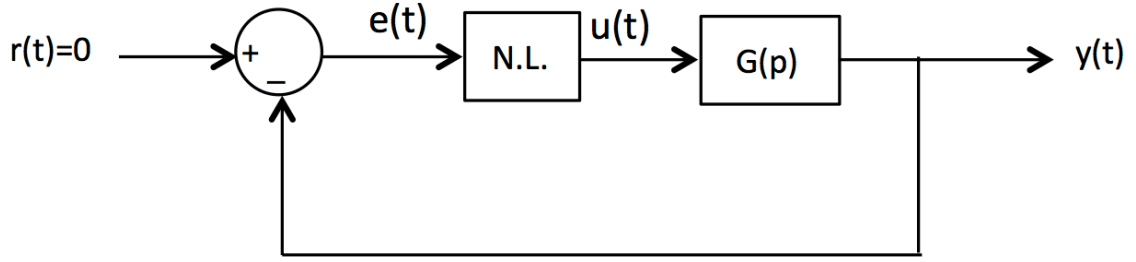 r(t)=0
+
−
e(t)
N.L.
u(t)
G(p)
y(t)